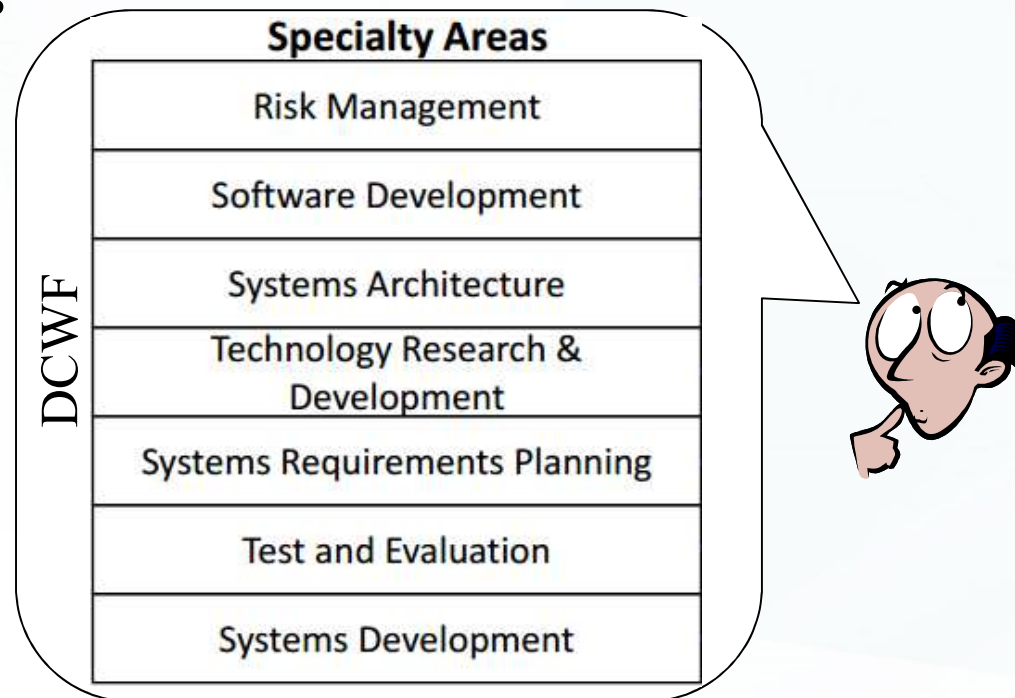 Specialty Areas
Risk Management
Software Development
Systems Architecture
Technology Research &
Development
Systems Requirements Planning
Test and Evaluation
Systems Development
DCWF